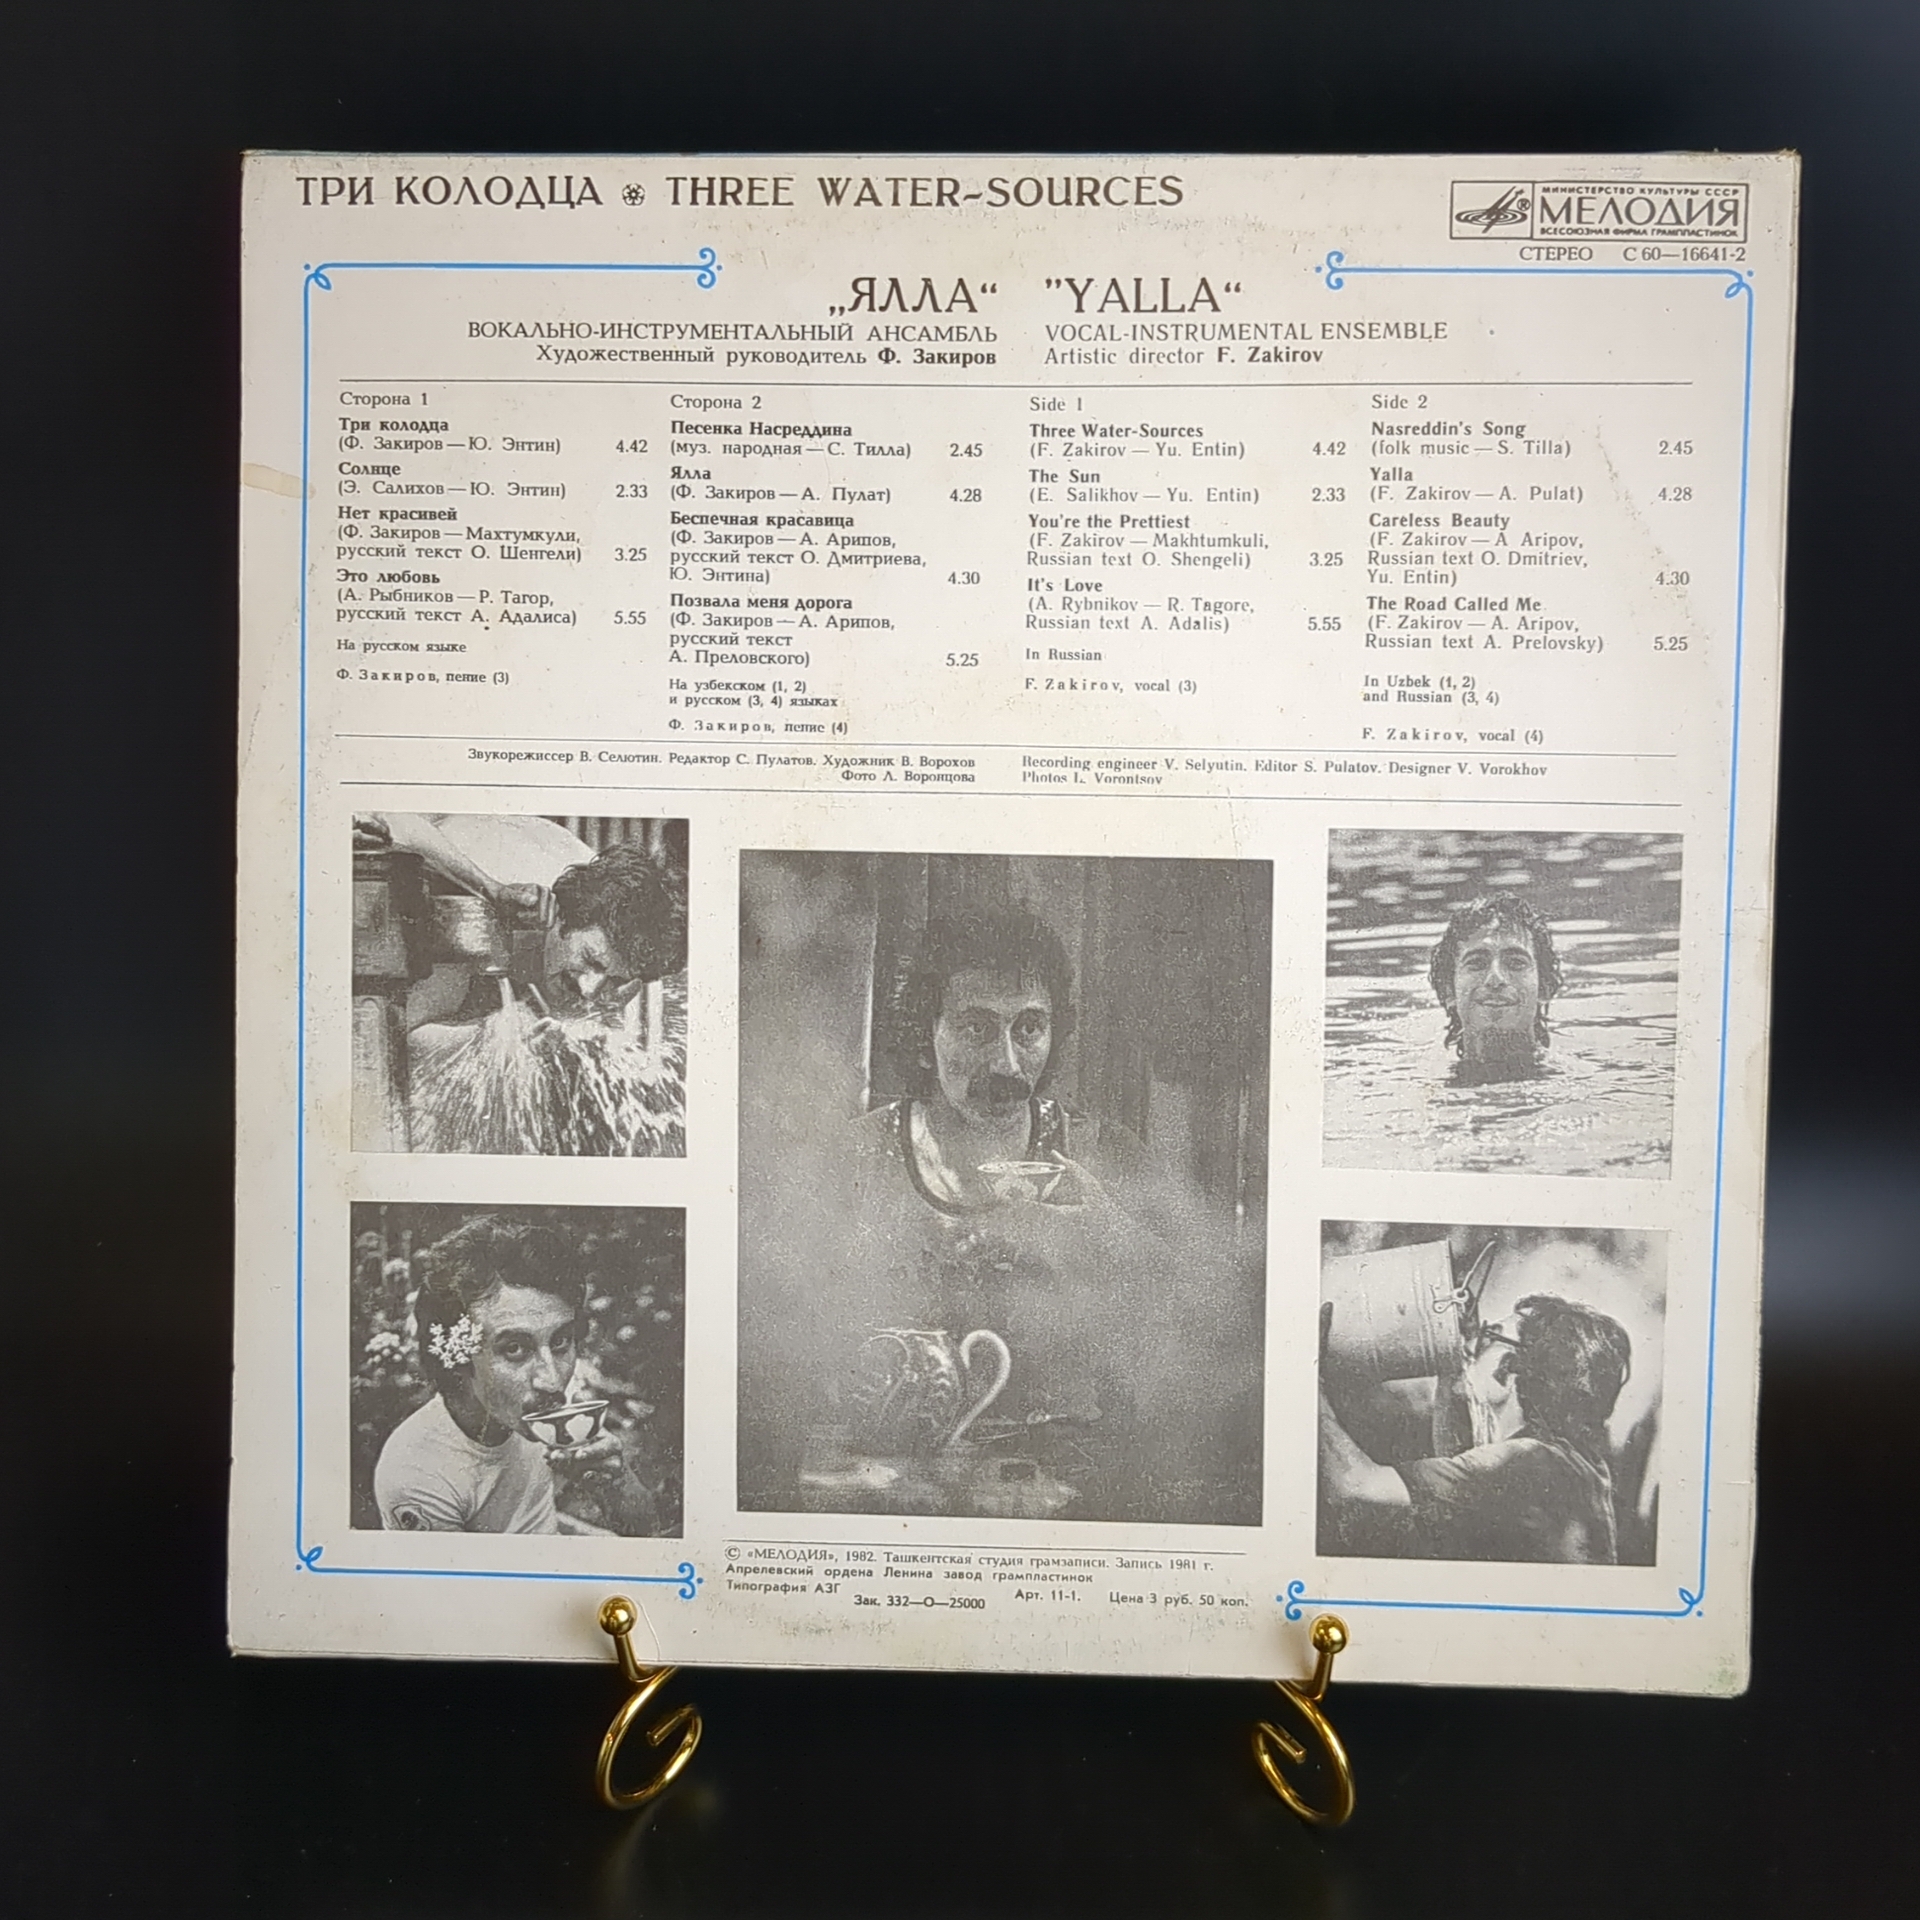 ТРИ КОЛОДЦА THREE WATER-SOURCES
МИНИСТЕРСТВО КУЛЬТУРЫ СССР
МЕЛОДИЯ
ВСЕСОЮЗНАЯ ФИРМА ГРАМПЛАСТИНОК
СТЕРЕО С 60—16641-2
„ЯЛЛА“ ”YALLA“
ВОКАЛЬНО-ИНСТРУМЕНТАЛЬНЫЙ АНСАМБЛЬ
Художественный руководитель Ф. Закиров
VOCAL-INSTRUMENTAL ENSEMBLE
Artistic director F. Zakirov
Сторона 1
Три колодца
(Ф. Закиров—Ю. Энтин) 4.42
Солнце
(Э. Салихов—Ю. Энтин) 2.33
Нет красивей
(Ф. Закиров—Махтумкули,
русский текст О. Шенгели) 3.25
Это любовь
(А. Рыбников—Р. Тагор,
русский текст А. Адалиса) 5.55
На русском языке
Ф. Закиров, пение (3)
Сторона 2
Песенка Насреддина
(муз. народная—С. Тилла) 2.45
Ялла
(Ф. Закиров—А. Пулат) 4.28
Беспечная красавица
(Ф. Закиров—А. Арипов,
русский текст О. Дмитриева,
Ю. Энтина) 4.30
Позвала меня дорога
(Ф. Закиров—А. Арипов,
русский текст
А. Преловского) 5.25
На узбекском (1, 2)
и русском (3, 4) языках
Ф. Закиров, пение (4)
Side 1
Three Water-Sources
(F. Zakirov — Yu. Entin) 4.42
The Sun
(E. Salikhov — Yu. Entin) 2.33
You're the Prettiest
(F. Zakirov — Makhtumkuli,
Russian text O. Shengeli) 3.25
It's Love
(A. Rybnikov — R. Tagore,
Russian text A. Adalis) 5.55
In Russian
F. Zakirov, vocal (3)
Side 2
Nasreddin's Song
(folk music — S. Tilla) 2.45
Yalla
(F. Zakirov — A. Pulat) 4.28
Careless Beauty
(F. Zakirov — A Aripov,
Russian text O. Dmitriev,
Yu. Entin) 4.30
The Road Called Me
(F. Zakirov — A. Aripov,
Russian text A. Prelovsky) 5.25
In Uzbek (1, 2)
and Russian (3, 4)
F. Zakirov, vocal (4)
Звукорежиссер В. Селютин. Редактор С. Пулатов. Художник В. Ворохов
Фото Л. Воронцова
Recording engineer V. Selyutin. Editor S. Pulatov. Designer V. Vorokhov
Photos L. Vorontsov
© «МЕЛОДИЯ», 1982. Ташкентская студия грамзаписи. Запись 1981 г.
Апрелевский ордена Ленина завод грампластинок
Типография АЗГ Арт. 11-1. Цена 3 руб. 50 коп.
Зак. 332—О—25000